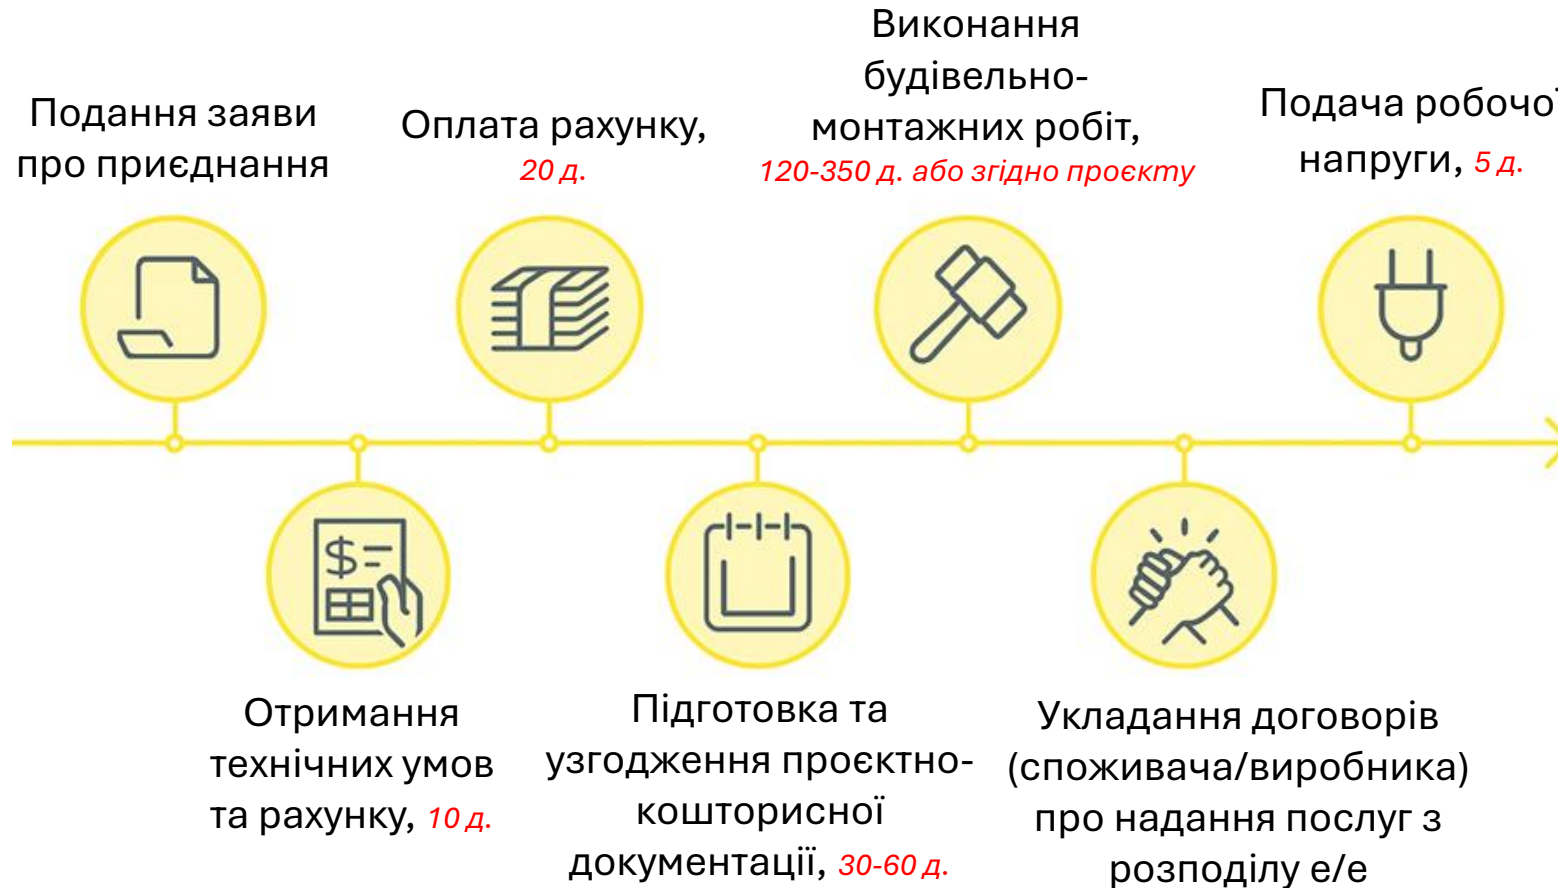 Подання заяви
про приєднання
Отримання
технічних умов
та рахунку, 10 д.
Оплата рахунку,
20 д.
Підготовка та
узгодження проєктно-
кошторисної
документації, 30-60 д.
Виконання
будівельно-
монтажних робіт,
120-350 д. або згідно проєкту
Укладання договорів
(споживача/виробника)
про надання послуг з
розподілу е/е
Подача робочої
напруги, 5 д.
$